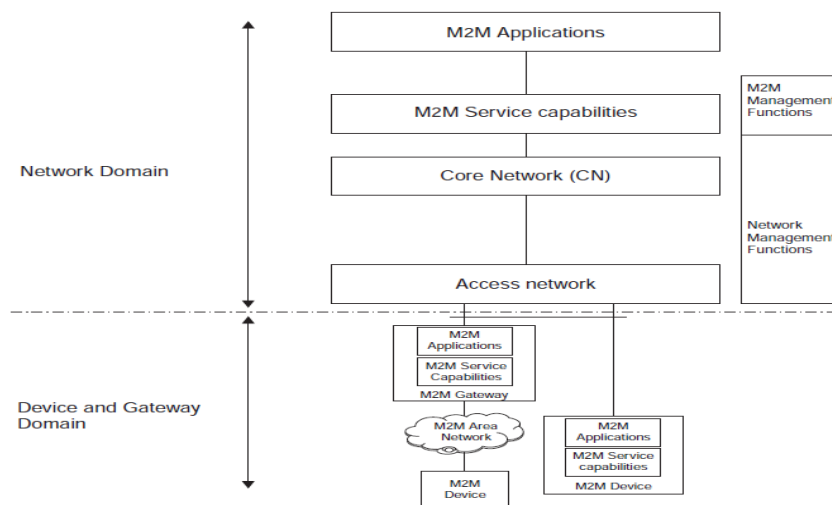 M2M Applications
M2M Service capabilities
M2M
Management
Functions
Network Domain
Core Network (CN)
Network
Management
Functions
Access network
M2M
Applications
M2M Service
Capabilities
M2M Gateway
Device and Gateway
Domain
M2M Area
Network
M2M
Applications
M2M Service
capabilities
M2M Device
M2M
Device